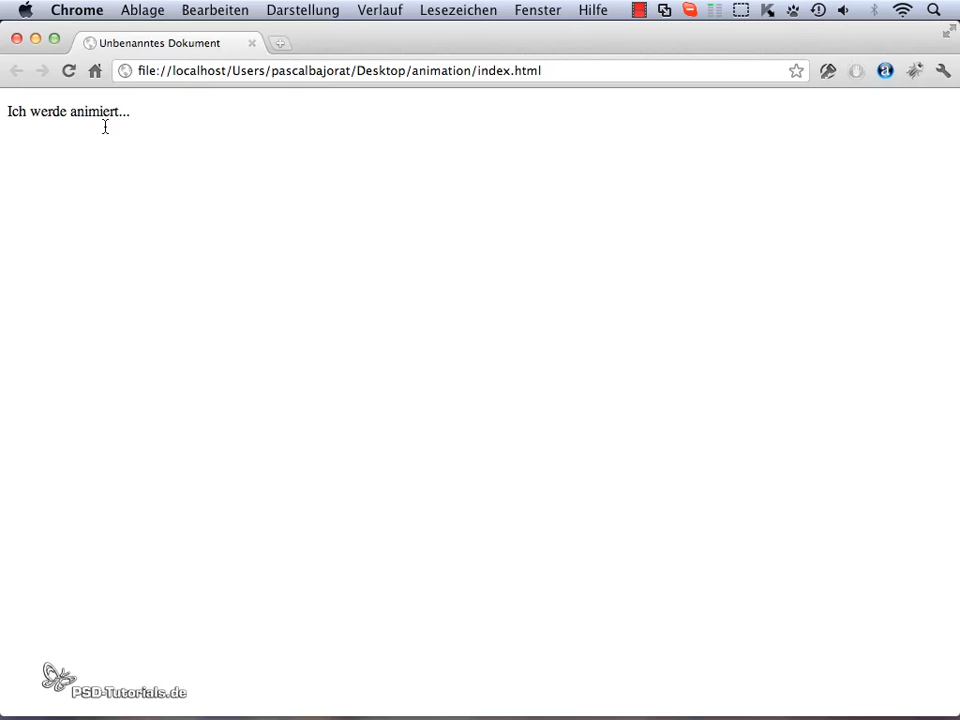 Chrome Ablage Bearbeiten Darstellung Verlauf Lesezeichen Fenster Hilfe
Unbenanntes Dokument
file://localhost/Users/pascalbajorat/Desktop/animation/index.html
Ich werde animiert...
PSD-Tutorials.de